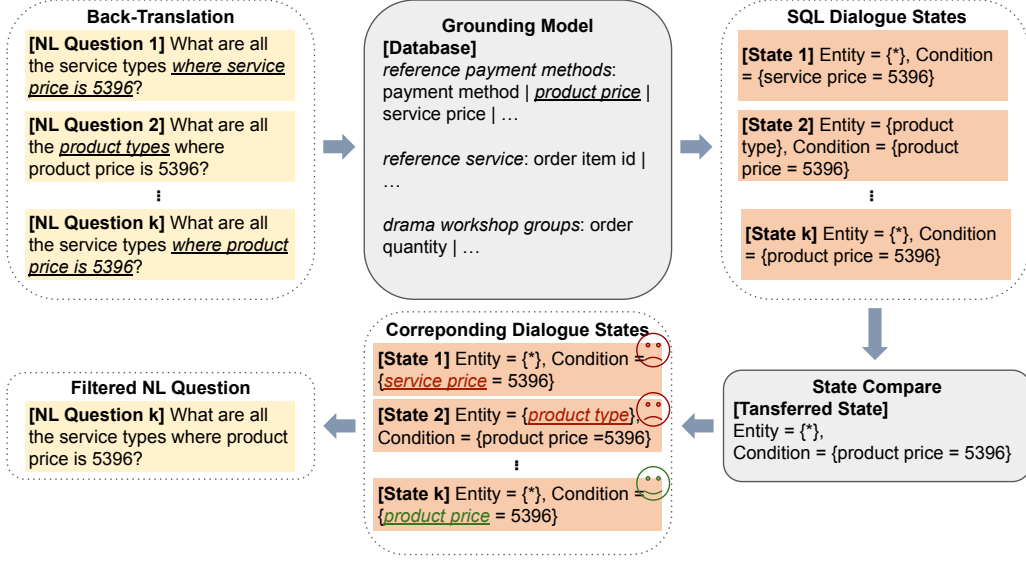 Back-Translation
[NL Question 1] What are all
the service types where service
price is 5396?
[NL Question 2] What are all
the product types where
product price is 5396?
⋮
[NL Question k] What are all
the service types where product
price is 5396?
Grounding Model
[Database]
reference payment methods:
payment method | product price |
service price | …
reference service: order item id |
…
drama workshop groups: order
quantity | …
SQL Dialogue States
[State 1] Entity = {*}, Condition
= {service price = 5396}
[State 2] Entity = {product
type}, Condition = {product
price = 5396}
⋮
[State k] Entity = {*}, Condition
= {product price = 5396}
State Compare
[Tansferred State]
Entity = {*},
Condition = {product price = 5396}
Correponding Dialogue States
[State 1] Entity = {*}, Condition =
{service price = 5396}
[State 2] Entity = {product type},
Condition = {product price =5396}
⋮
[State k] Entity = {*}, Condition =
{product price = 5396}
Filtered NL Question
[NL Question k] What are all
the service types where product
price is 5396?